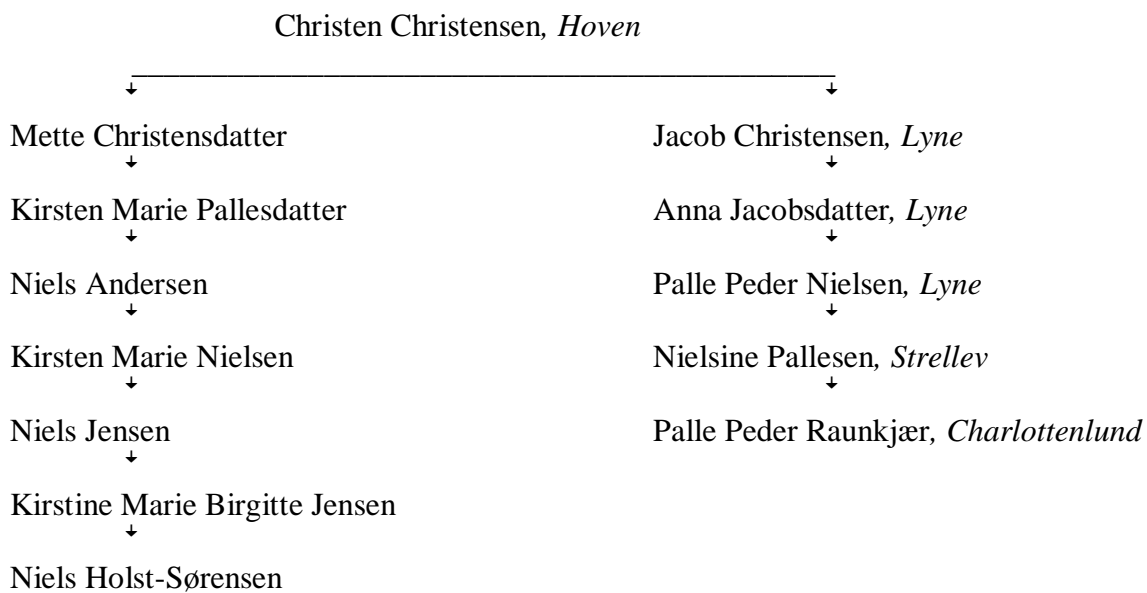 Christen Christensen, Hoven
Mette Christensdatter Jacob Christensen, Lyne
Kirsten Marie Pallesdatter Anna Jacobsdatter, Lyne
Niels Andersen Palle Peder Nielsen, Lyne
Kirsten Marie Nielsen Nielsine Pallesen, Strellev
Niels Jensen Palle Peder Raunkjær, Charlottenlund
Kirstine Marie Birgitte Jensen
Niels Holst-Sørensen